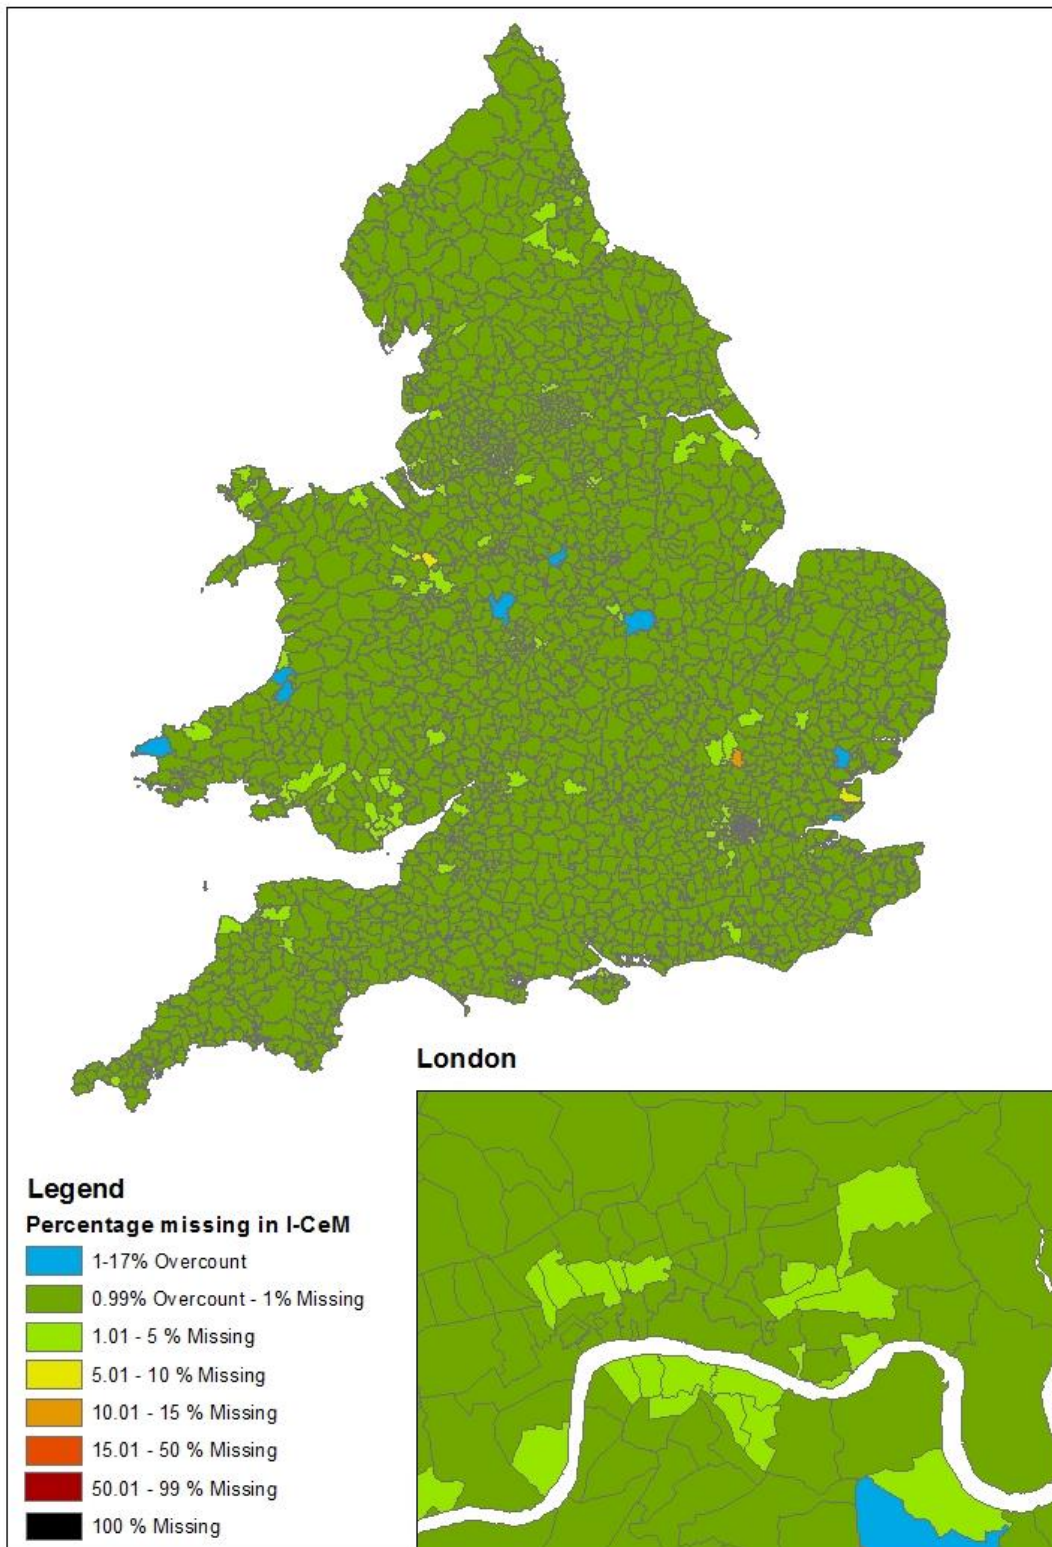 London
Legend
Percentage missing in I-CeM
1-17% Overcount
0.99% Overcount - 1% Missing
1.01 - 5 % Missing
5.01 - 10 % Missing
10.01 - 15 % Missing
15.01 - 50 % Missing
50.01 - 99 % Missing
100 % Missing